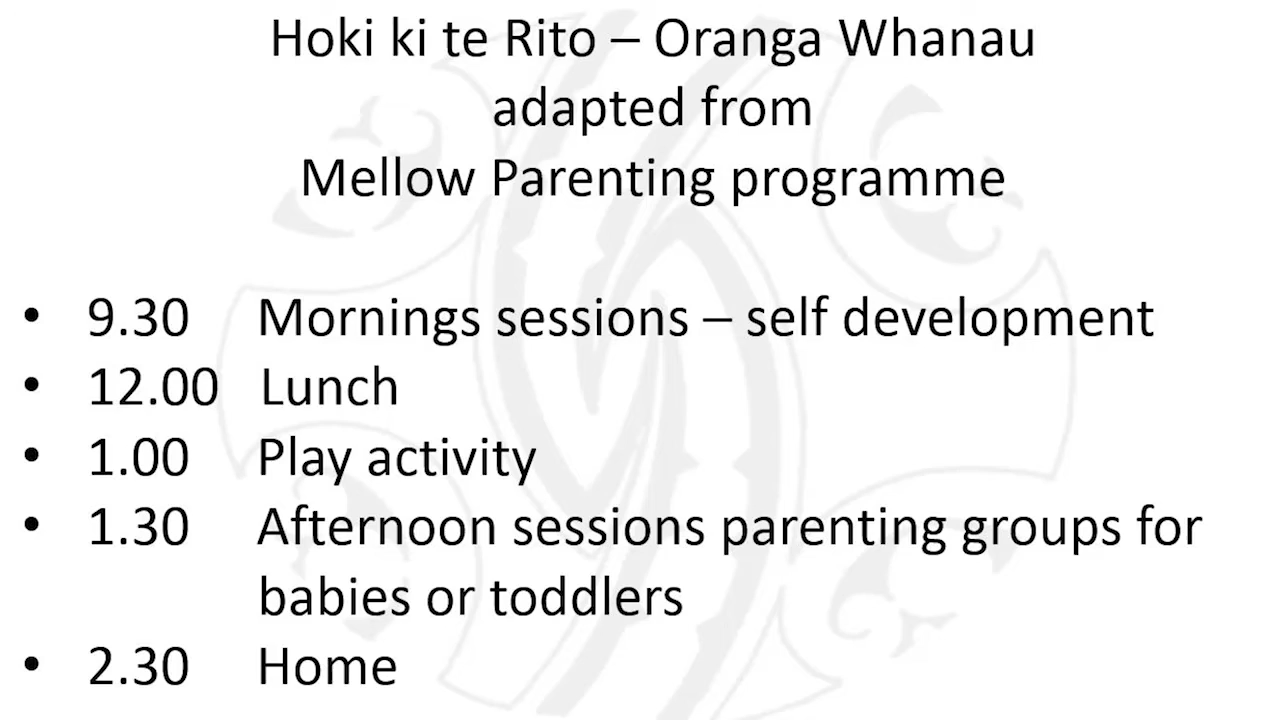 Hoki ki te Rito – Oranga Whanau
adapted from
Mellow Parenting programme
• 9.30 Mornings sessions – self development
• 12.00 Lunch
• 1.00 Play activity
• 1.30 Afternoon sessions parenting groups for
babies or toddlers
• 2.30 Home